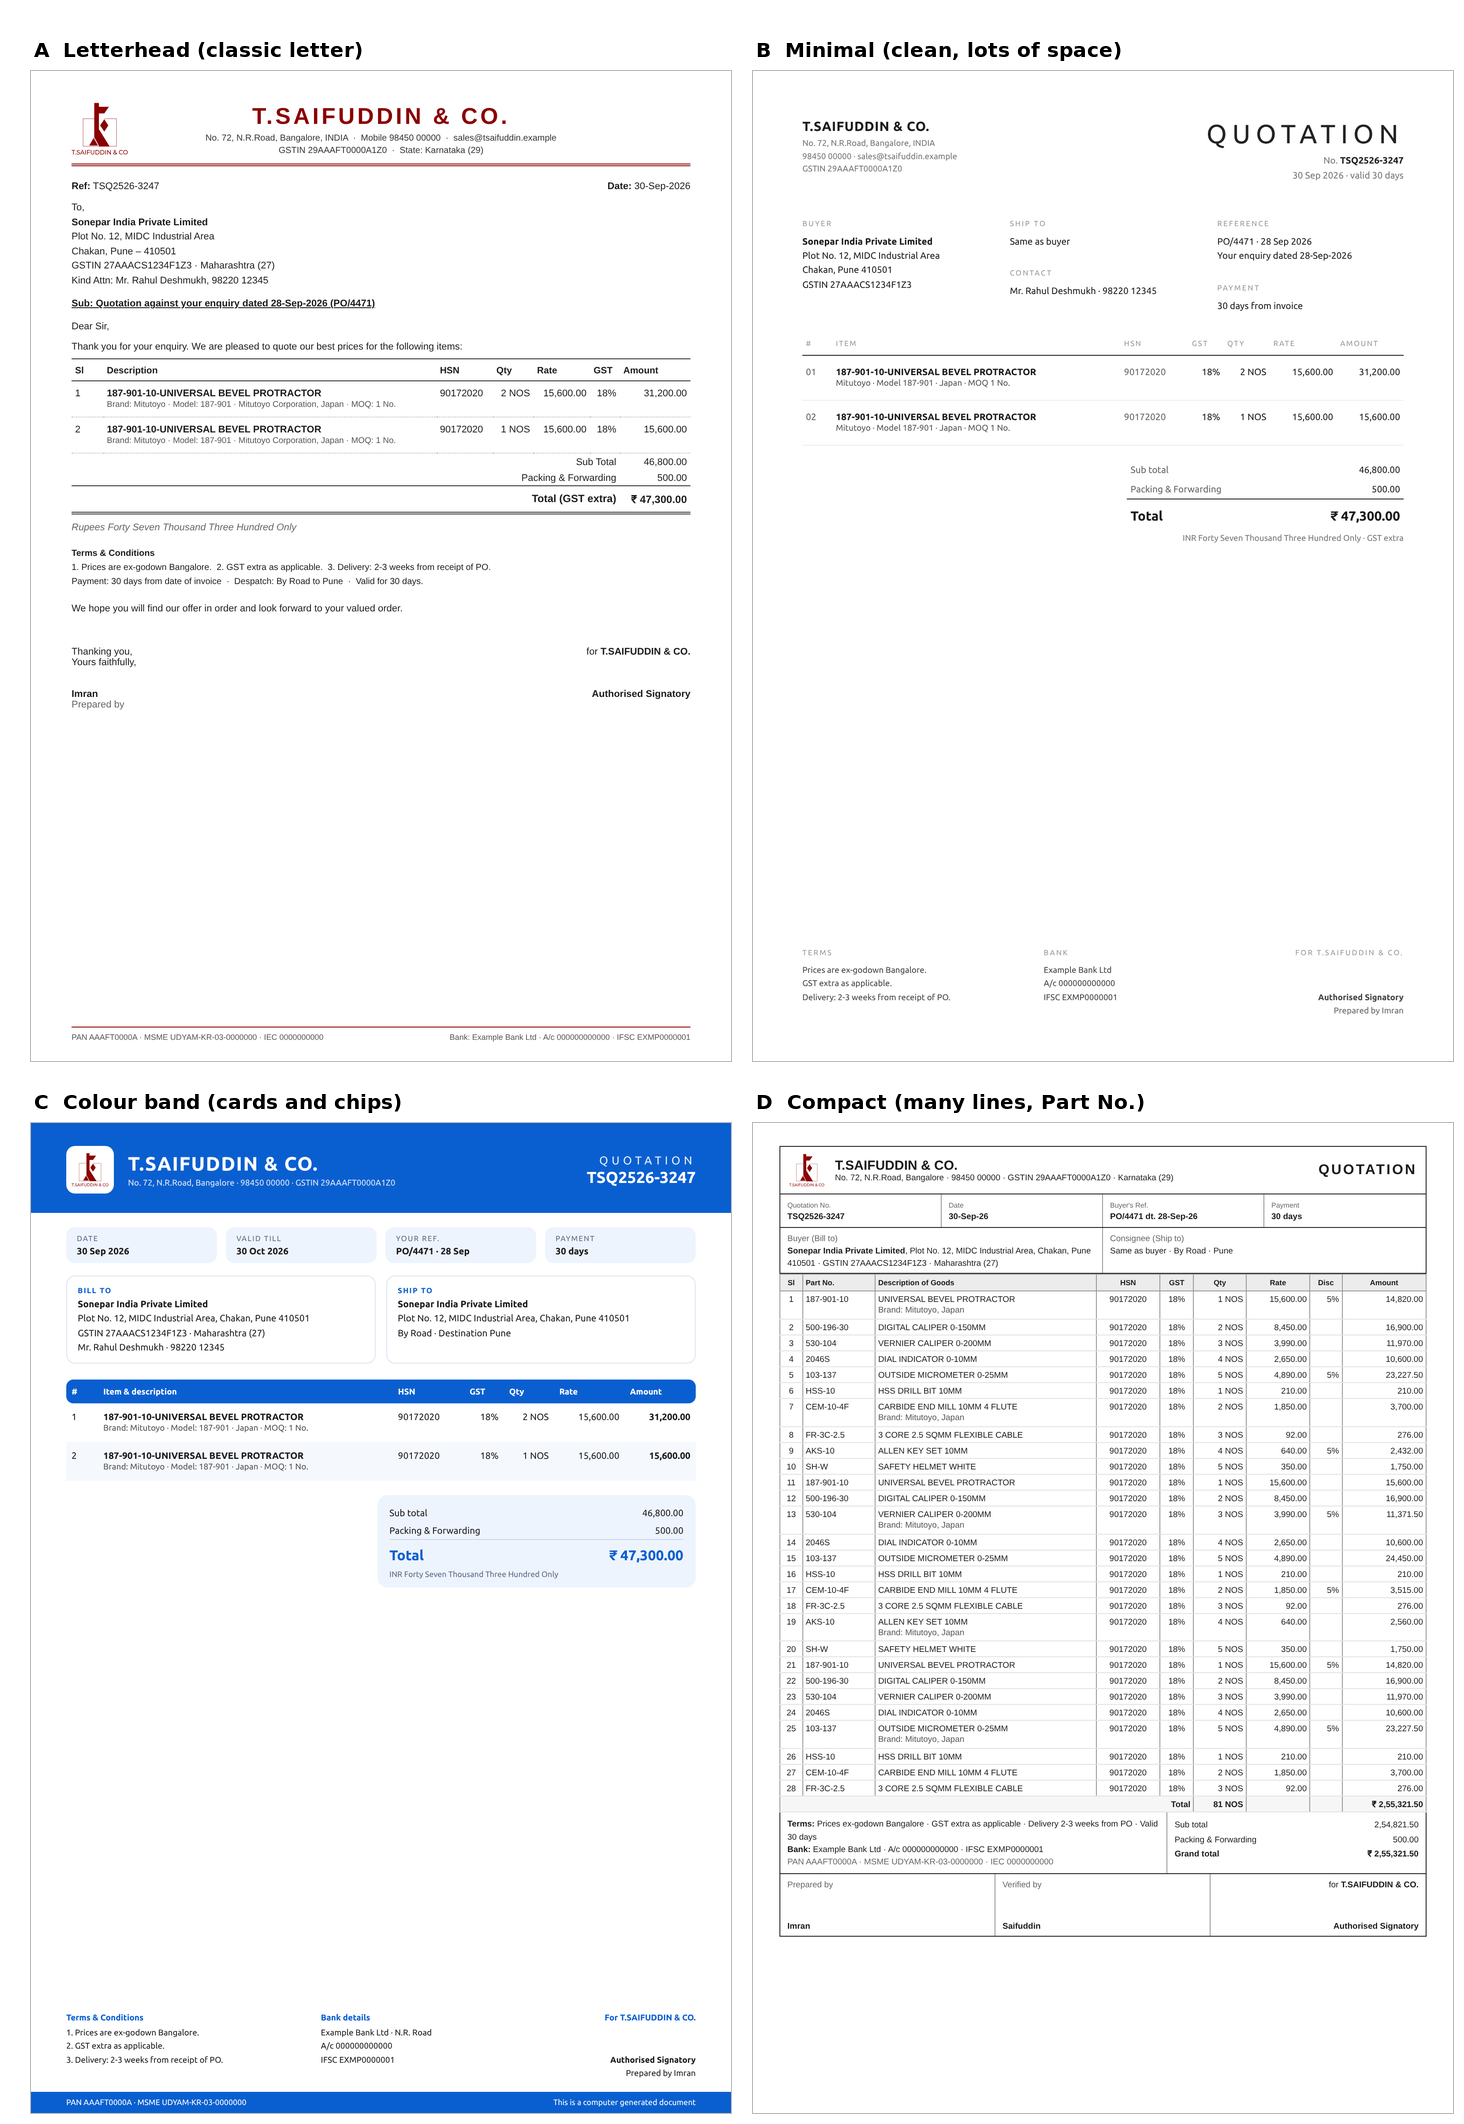 A Letterhead (classic letter)
T.SAIFUDDIN & CO
T.SAIFUDDIN & CO.
No. 72, N.R.Road, Bangalore, INDIA · Mobile 98450 00000 · sales@tsaifuddin.example
GSTIN 29AAAFT0000A1Z0 · State: Karnataka (29)
Ref: TSQ2526-3247 Date: 30-Sep-2026
To,
Sonepar India Private Limited
Plot No. 12, MIDC Industrial Area
Chakan, Pune – 410501
GSTIN 27AAACS1234F1Z3 · Maharashtra (27)
Kind Attn: Mr. Rahul Deshmukh, 98220 12345
Sub: Quotation against your enquiry dated 28-Sep-2026 (PO/4471)
Dear Sir,
Thank you for your enquiry. We are pleased to quote our best prices for the following items:
Sl Description HSN Qty Rate GST Amount
1 187-901-10-UNIVERSAL BEVEL PROTRACTOR 90172020 2 NOS 15,600.00 18% 31,200.00
Brand: Mitutoyo · Model: 187-901 · Mitutoyo Corporation, Japan · MOQ: 1 No.
2 187-901-10-UNIVERSAL BEVEL PROTRACTOR 90172020 1 NOS 15,600.00 18% 15,600.00
Brand: Mitutoyo · Model: 187-901 · Mitutoyo Corporation, Japan · MOQ: 1 No.
Sub Total 46,800.00
Packing & Forwarding 500.00
Total (GST extra) ₹ 47,300.00
Rupees Forty Seven Thousand Three Hundred Only
Terms & Conditions
1. Prices are ex-godown Bangalore. 2. GST extra as applicable. 3. Delivery: 2-3 weeks from receipt of PO.
Payment: 30 days from date of invoice · Despatch: By Road to Pune · Valid for 30 days.
We hope you will find our offer in order and look forward to your valued order.
Thanking you, for T.SAIFUDDIN & CO.
Yours faithfully,
Imran Authorised Signatory
Prepared by
PAN AAAFT0000A · MSME UDYAM-KR-03-0000000 · IEC 0000000000 Bank: Example Bank Ltd · A/c 000000000000 · IFSC EXMP0000001
B Minimal (clean, lots of space)
T.SAIFUDDIN & CO.
No. 72, N.R.Road, Bangalore, INDIA
98450 00000 · sales@tsaifuddin.example
GSTIN 29AAAFT0000A1Z0
QUOTATION
No. TSQ2526-3247
30 Sep 2026 · valid 30 days
BUYER
Sonepar India Private Limited
Plot No. 12, MIDC Industrial Area
Chakan, Pune 410501
GSTIN 27AAACS1234F1Z3
SHIP TO
Same as buyer
CONTACT
Mr. Rahul Deshmukh · 98220 12345
REFERENCE
PO/4471 · 28 Sep 2026
Your enquiry dated 28-Sep-2026
PAYMENT
30 days from invoice
# ITEM HSN GST QTY RATE AMOUNT
01 187-901-10-UNIVERSAL BEVEL PROTRACTOR 90172020 18% 2 NOS 15,600.00 31,200.00
Mitutoyo · Model 187-901 · Japan · MOQ 1 No.
02 187-901-10-UNIVERSAL BEVEL PROTRACTOR 90172020 18% 1 NOS 15,600.00 15,600.00
Mitutoyo · Model 187-901 · Japan · MOQ 1 No.
Sub total 46,800.00
Packing & Forwarding 500.00
Total ₹ 47,300.00
INR Forty Seven Thousand Three Hundred Only · GST extra
TERMS
Prices are ex-godown Bangalore.
GST extra as applicable.
Delivery: 2-3 weeks from receipt of PO.
BANK
Example Bank Ltd
A/c 000000000000
IFSC EXMP0000001
FOR T.SAIFUDDIN & CO.
Authorised Signatory
Prepared by Imran
C Colour band (cards and chips)
T.SAIFUDDIN & CO
T.SAIFUDDIN & CO.
No. 72, N.R.Road, Bangalore · 98450 00000 · GSTIN 29AAAFT0000A1Z0
QUOTATION
TSQ2526-3247
DATE
30 Sep 2026
VALID TILL
30 Oct 2026
YOUR REF.
PO/4471 · 28 Sep
PAYMENT
30 days
BILL TO
Sonepar India Private Limited
Plot No. 12, MIDC Industrial Area, Chakan, Pune 410501
GSTIN 27AAACS1234F1Z3 · Maharashtra (27)
Mr. Rahul Deshmukh · 98220 12345
SHIP TO
Sonepar India Private Limited
Plot No. 12, MIDC Industrial Area, Chakan, Pune 410501
By Road · Destination Pune
# Item & description HSN GST Qty Rate Amount
1 187-901-10-UNIVERSAL BEVEL PROTRACTOR 90172020 18% 2 NOS 15,600.00 31,200.00
Brand: Mitutoyo · Model: 187-901 · Japan · MOQ: 1 No.
2 187-901-10-UNIVERSAL BEVEL PROTRACTOR 90172020 18% 1 NOS 15,600.00 15,600.00
Brand: Mitutoyo · Model: 187-901 · Japan · MOQ: 1 No.
Sub total 46,800.00
Packing & Forwarding 500.00
Total ₹ 47,300.00
INR Forty Seven Thousand Three Hundred Only
Terms & Conditions
1. Prices are ex-godown Bangalore.
2. GST extra as applicable.
3. Delivery: 2-3 weeks from receipt of PO.
Bank details
Example Bank Ltd · N.R. Road
A/c 000000000000
IFSC EXMP0000001
For T.SAIFUDDIN & CO.
Authorised Signatory
Prepared by Imran
PAN AAAFT0000A · MSME UDYAM-KR-03-0000000 This is a computer generated document
D Compact (many lines, Part No.)
T.SAIFUDDIN & CO
T.SAIFUDDIN & CO.
No. 72, N.R.Road, Bangalore · 98450 00000 · GSTIN 29AAAFT0000A1Z0 · Karnataka (29)
QUOTATION
Quotation No. Date Buyer's Ref. Payment
TSQ2526-3247 30-Sep-26 PO/4471 dt. 28-Sep-26 30 days
Buyer (Bill to)
Sonepar India Private Limited, Plot No. 12, MIDC Industrial Area, Chakan, Pune
410501 · GSTIN 27AAACS1234F1Z3 · Maharashtra (27)
Consignee (Ship to)
Same as buyer · By Road · Pune
Sl Part No. Description of Goods HSN GST Qty Rate Disc Amount
1 187-901-10 UNIVERSAL BEVEL PROTRACTOR 90172020 18% 1 NOS 15,600.00 5% 14,820.00
Brand: Mitutoyo, Japan
2 500-196-30 DIGITAL CALIPER 0-150MM 90172020 18% 2 NOS 8,450.00 16,900.00
3 530-104 VERNIER CALIPER 0-200MM 90172020 18% 3 NOS 3,990.00 11,970.00
4 2046S DIAL INDICATOR 0-10MM 90172020 18% 4 NOS 2,650.00 10,600.00
5 103-137 OUTSIDE MICROMETER 0-25MM 90172020 18% 5 NOS 4,890.00 5% 23,227.50
6 HSS-10 HSS DRILL BIT 10MM 90172020 18% 1 NOS 210.00 210.00
7 CEM-10-4F CARBIDE END MILL 10MM 4 FLUTE 90172020 18% 2 NOS 1,850.00 3,700.00
Brand: Mitutoyo, Japan
8 FR-3C-2.5 3 CORE 2.5 SQMM FLEXIBLE CABLE 90172020 18% 3 NOS 92.00 276.00
9 AKS-10 ALLEN KEY SET 10MM 90172020 18% 4 NOS 640.00 5% 2,432.00
10 SH-W SAFETY HELMET WHITE 90172020 18% 5 NOS 350.00 1,750.00
11 187-901-10 UNIVERSAL BEVEL PROTRACTOR 90172020 18% 1 NOS 15,600.00 15,600.00
12 500-196-30 DIGITAL CALIPER 0-150MM 90172020 18% 2 NOS 8,450.00 16,900.00
13 530-104 VERNIER CALIPER 0-200MM 90172020 18% 3 NOS 3,990.00 5% 11,371.50
Brand: Mitutoyo, Japan
14 2046S DIAL INDICATOR 0-10MM 90172020 18% 4 NOS 2,650.00 10,600.00
15 103-137 OUTSIDE MICROMETER 0-25MM 90172020 18% 5 NOS 4,890.00 24,450.00
16 HSS-10 HSS DRILL BIT 10MM 90172020 18% 1 NOS 210.00 210.00
17 CEM-10-4F CARBIDE END MILL 10MM 4 FLUTE 90172020 18% 2 NOS 1,850.00 5% 3,515.00
18 FR-3C-2.5 3 CORE 2.5 SQMM FLEXIBLE CABLE 90172020 18% 3 NOS 92.00 276.00
19 AKS-10 ALLEN KEY SET 10MM 90172020 18% 4 NOS 640.00 2,560.00
Brand: Mitutoyo, Japan
20 SH-W SAFETY HELMET WHITE 90172020 18% 5 NOS 350.00 1,750.00
21 187-901-10 UNIVERSAL BEVEL PROTRACTOR 90172020 18% 1 NOS 15,600.00 5% 14,820.00
22 500-196-30 DIGITAL CALIPER 0-150MM 90172020 18% 2 NOS 8,450.00 16,900.00
23 530-104 VERNIER CALIPER 0-200MM 90172020 18% 3 NOS 3,990.00 11,970.00
24 2046S DIAL INDICATOR 0-10MM 90172020 18% 4 NOS 2,650.00 10,600.00
25 103-137 OUTSIDE MICROMETER 0-25MM 90172020 18% 5 NOS 4,890.00 5% 23,227.50
Brand: Mitutoyo, Japan
26 HSS-10 HSS DRILL BIT 10MM 90172020 18% 1 NOS 210.00 210.00
27 CEM-10-4F CARBIDE END MILL 10MM 4 FLUTE 90172020 18% 2 NOS 1,850.00 3,700.00
28 FR-3C-2.5 3 CORE 2.5 SQMM FLEXIBLE CABLE 90172020 18% 3 NOS 92.00 276.00
Total 81 NOS ₹ 2,55,321.50
Terms: Prices ex-godown Bangalore · GST extra as applicable · Delivery 2-3 weeks from PO · Valid
30 days
Bank: Example Bank Ltd · A/c 000000000000 · IFSC EXMP0000001
PAN AAAFT0000A · MSME UDYAM-KR-03-0000000 · IEC 0000000000
Sub total 2,54,821.50
Packing & Forwarding 500.00
Grand total ₹ 2,55,321.50
Prepared by Verified by for T.SAIFUDDIN & CO.
Imran Saifuddin Authorised Signatory